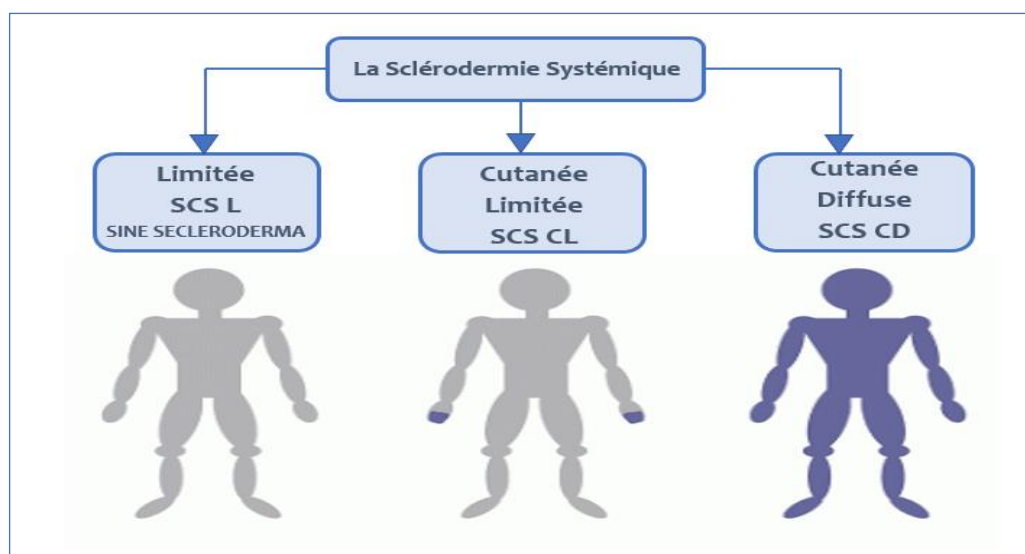 La Sclérodermie Systémique
Limitée
SCS L
SINE SECLERODERMA
Cutanée
Limitée
SCS CL
Cutanée
Diffuse
SCS CD